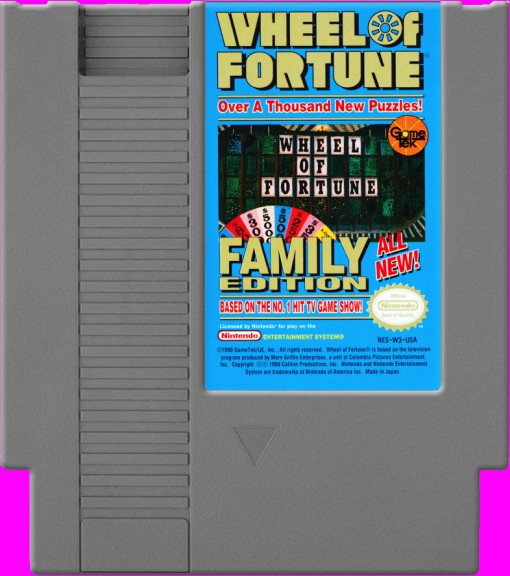 WHEEL OF
FORTUNE
Over A Thousand New Puzzles!
Game
Tek
WHEEL
OF
FORTUNE
FAMILY
EDITION
ALL
NEW!
BASED ON THE NO. 1 HIT TV GAME SHOW!
Official
Nintendo
Seal of Quality
Licensed by Nintendo® for play on the
Nintendo ENTERTAINMENT SYSTEM®
NES-W3-USA
©1990 GameTek/IJE, Inc., All rights reserved. Wheel of Fortune® is based on the television
program produced by Merv Griffin Enterprises, a unit of Columbia Pictures Entertainment,
Inc. Copyright 1990 Califon Productions, Inc. Nintendo and Nintendo Entertainment
System are trademarks of Nintendo of America Inc. Made in Japan.